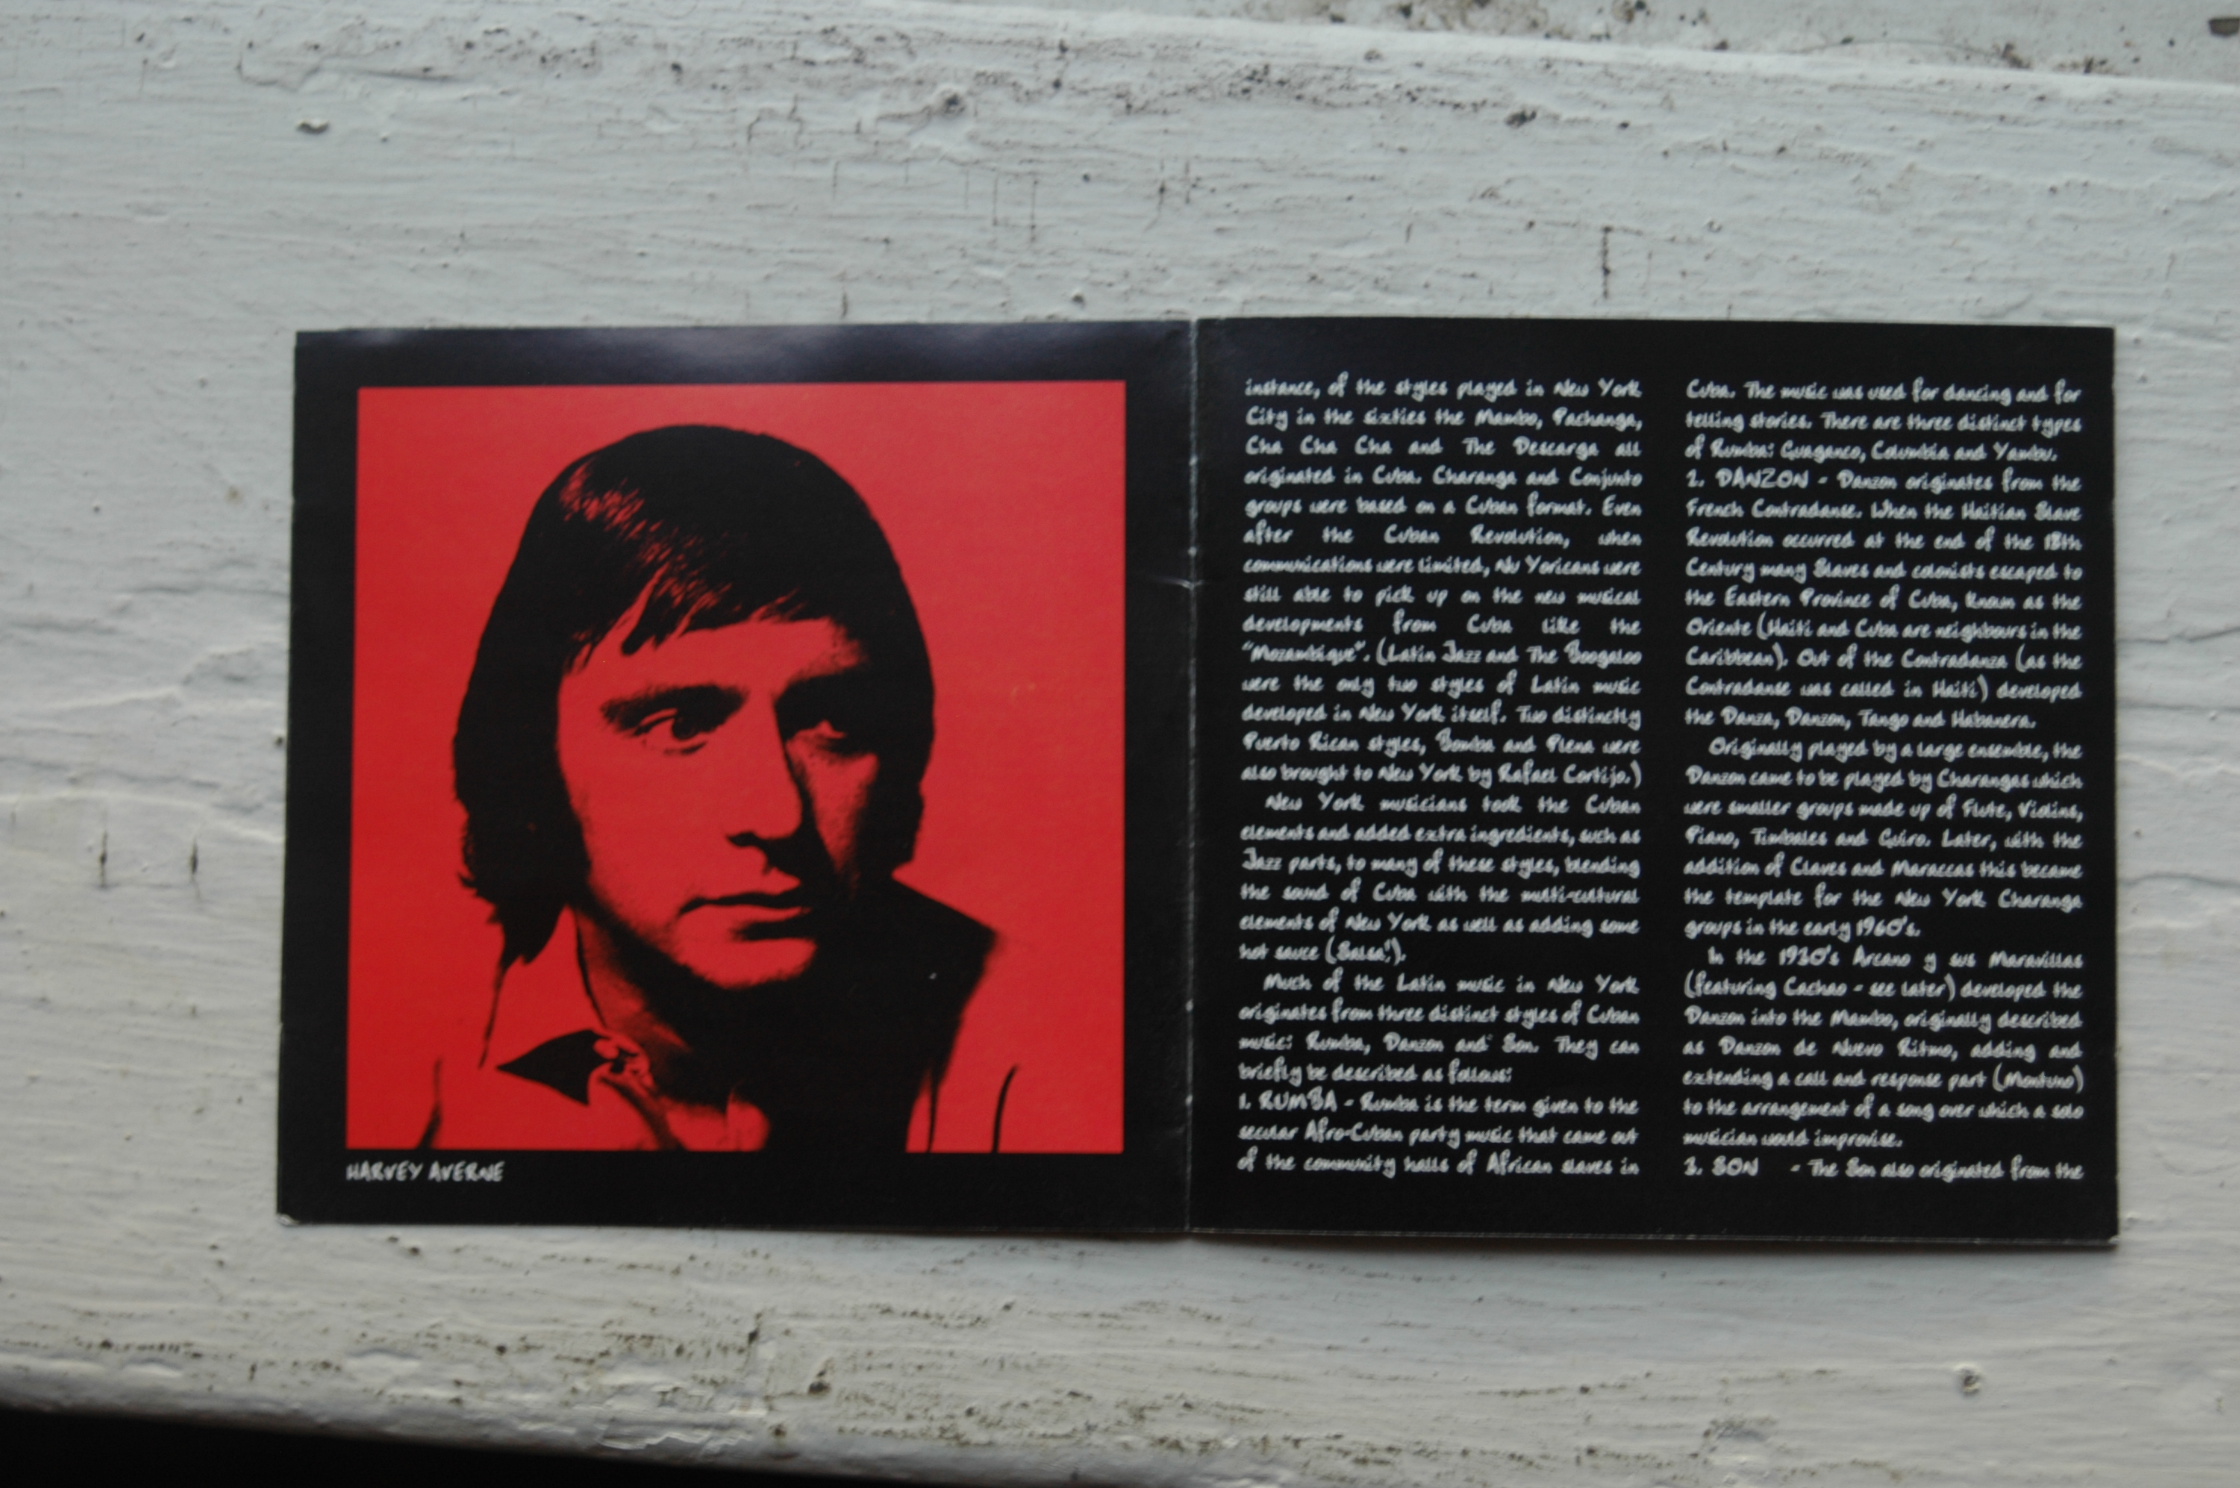 HARVEY AVERNE
instance, of the styles played in New York
City in the sixties the Mambo, Pachanga,
Cha Cha Cha and The Descarga all
originated in Cuba. Charanga and Conjunto
groups were based on a Cuban format. Even
after the Cuban Revolution, when
communications were limited, Nu Yoricans were
still able to pick up on the new musical
developments from Cuba like the
"Mozambique". (Latin Jazz and The Boogaloo
were the only two styles of Latin music
developed in New York itself. Two distinctly
Puerto Rican styles, Bomba and Plena were
also brought to New York by Rafael Cortijo.)
New York musicians took the Cuban
elements and added extra ingredients, such as
Jazz parts, to many of these styles, blending
the sound of Cuba with the multi-cultural
elements of New York as well as adding some
hot sauce (Salsa!).
Much of the Latin music in New York
originates from three distinct styles of Cuban
music: Rumba, Danzon and Son. They can
briefly be described as follows:
1. RUMBA - Rumba is the term given to the
secular Afro-Cuban party music that came out
of the community halls of African slaves in
Cuba. The music was used for dancing and for
telling stories. There are three distinct types
of Rumba: Guaganco, Columbia and Yambu.
2. DANZON - Danzon originates from the
French Contradanse. When the Haitian Slave
Revolution occurred at the end of the 18th
Century many Slaves and colonists escaped to
the Eastern Province of Cuba, known as the
Oriente (Haiti and Cuba are neighbours in the
Caribbean). Out of the Contradanza (as the
Contradanse was called in Haiti) developed
the Danza, Danzon, Tango and Habanera.
Originally played by a large ensemble, the
Danzon came to be played by Charangas which
were smaller groups made up of Flute, Violins,
Piano, Timbales and Guiro. Later, with the
addition of Claves and Maraccas this became
the template for the New York Charanga
groups in the early 1960's.
In the 1930's Arcano y sus Maravillas
(featuring Cachao - see later) developed the
Danzon into the Mambo, originally described
as Danzon de Nuevo Ritmo, adding and
extending a call and response part (Montuno)
to the arrangement of a song over which a solo
musician would improvise.
3. SON - The Son also originated from the